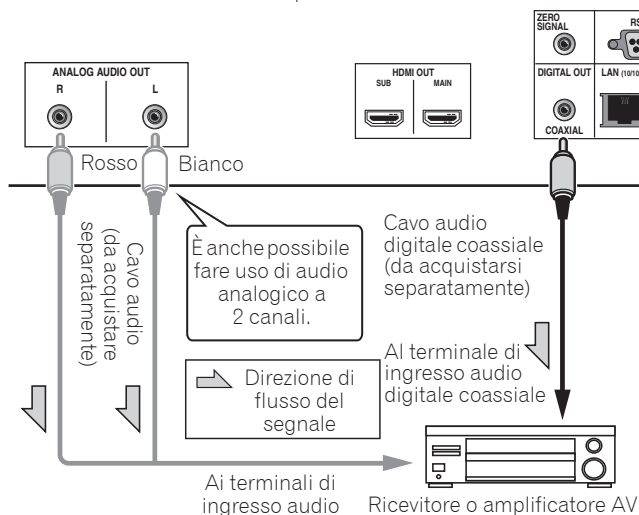 ZERO
SIGNAL
RS
DIGITAL OUT
LAN (10/10
COAXIAL
ANALOG AUDIO OUT
R
L
HDMI OUT
SUB
MAIN
Rosso
Bianco
Cavo audio
(da acquistare
separatamente)
È anche possibile
fare uso di audio
analogico a
2 canali.
Cavo audio
digitale coassiale
(da acquistarsi
separatamente)
Al terminale di
ingresso audio
digitale coassiale
Direzione di
flusso del
segnale
Ai terminali di
ingresso audio
Ricevitore o amplificatore AV